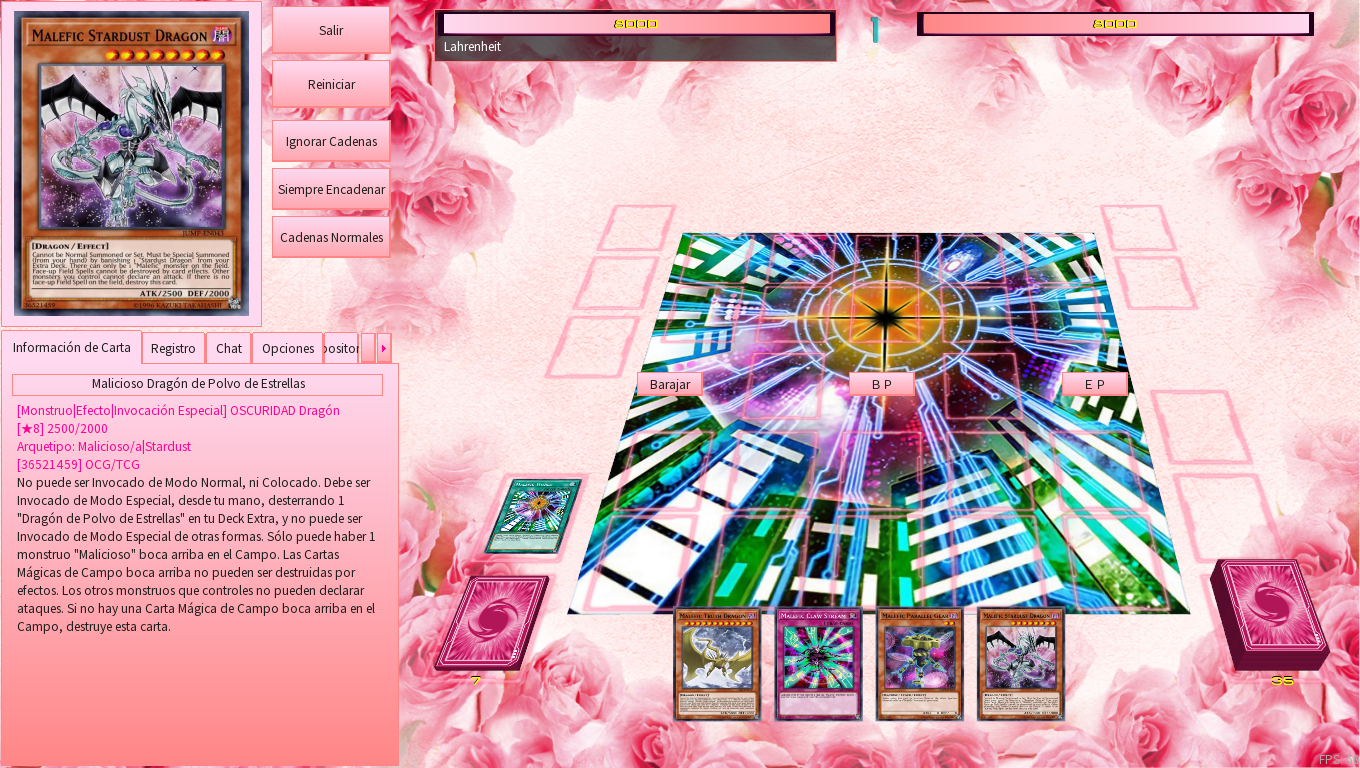 MALEFIC STARDUST DRAGON
JUMP-EN043
[DRAGON / EFFECT]
Cannot be Normal Summoned or Set. Must be Special Summoned
(from your hand) by banishing 1 "Stardust Dragon" from your
Extra Deck. There can only be 1 "Malefic" monster on the field.
Face-up Field Spells cannot be destroyed by card effects. Other
monsters you control cannot declare an attack. If there is no
face-up Field Spell on the field, destroy this card.
ATK/2500 DEF/2000
36521459
©1996 KAZUKI TAKAHASHI
Salir
Reiniciar
Ignorar Cadenas
Siempre Encadenar
Cadenas Normales
8000
Lahrenheit
1
8000
Información de Carta
Registro
Chat
Opciones
Malicioso Dragón de Polvo de Estrellas
[Monstruo|Efecto|Invocación Especial] OSCURIDAD Dragón
[★8] 2500/2000
Arquetipo: Malicioso/a|Stardust
[36521459] OCG/TCG
No puede ser Invocado de Modo Normal, ni Colocado. Debe ser
Invocado de Modo Especial, desde tu mano, desterrando 1
"Dragón de Polvo de Estrellas" en tu Deck Extra, y no puede ser
Invocado de Modo Especial de otras formas. Sólo puede haber 1
monstruo "Malicioso" boca arriba en el Campo. Las Cartas
Mágicas de Campo boca arriba no pueden ser destruidas por
efectos. Los otros monstruos que controles no pueden declarar
ataques. Si no hay una Carta Mágica de Campo boca arriba en el
Campo, destruye esta carta.
Barajar
B P
E P
MALEFIC TRUTH DRAGON
MALEFIC CLAW STREAM
MALEFIC PARALLEL GEAR
MALEFIC STARDUST DRAGON
7
35
FPS: